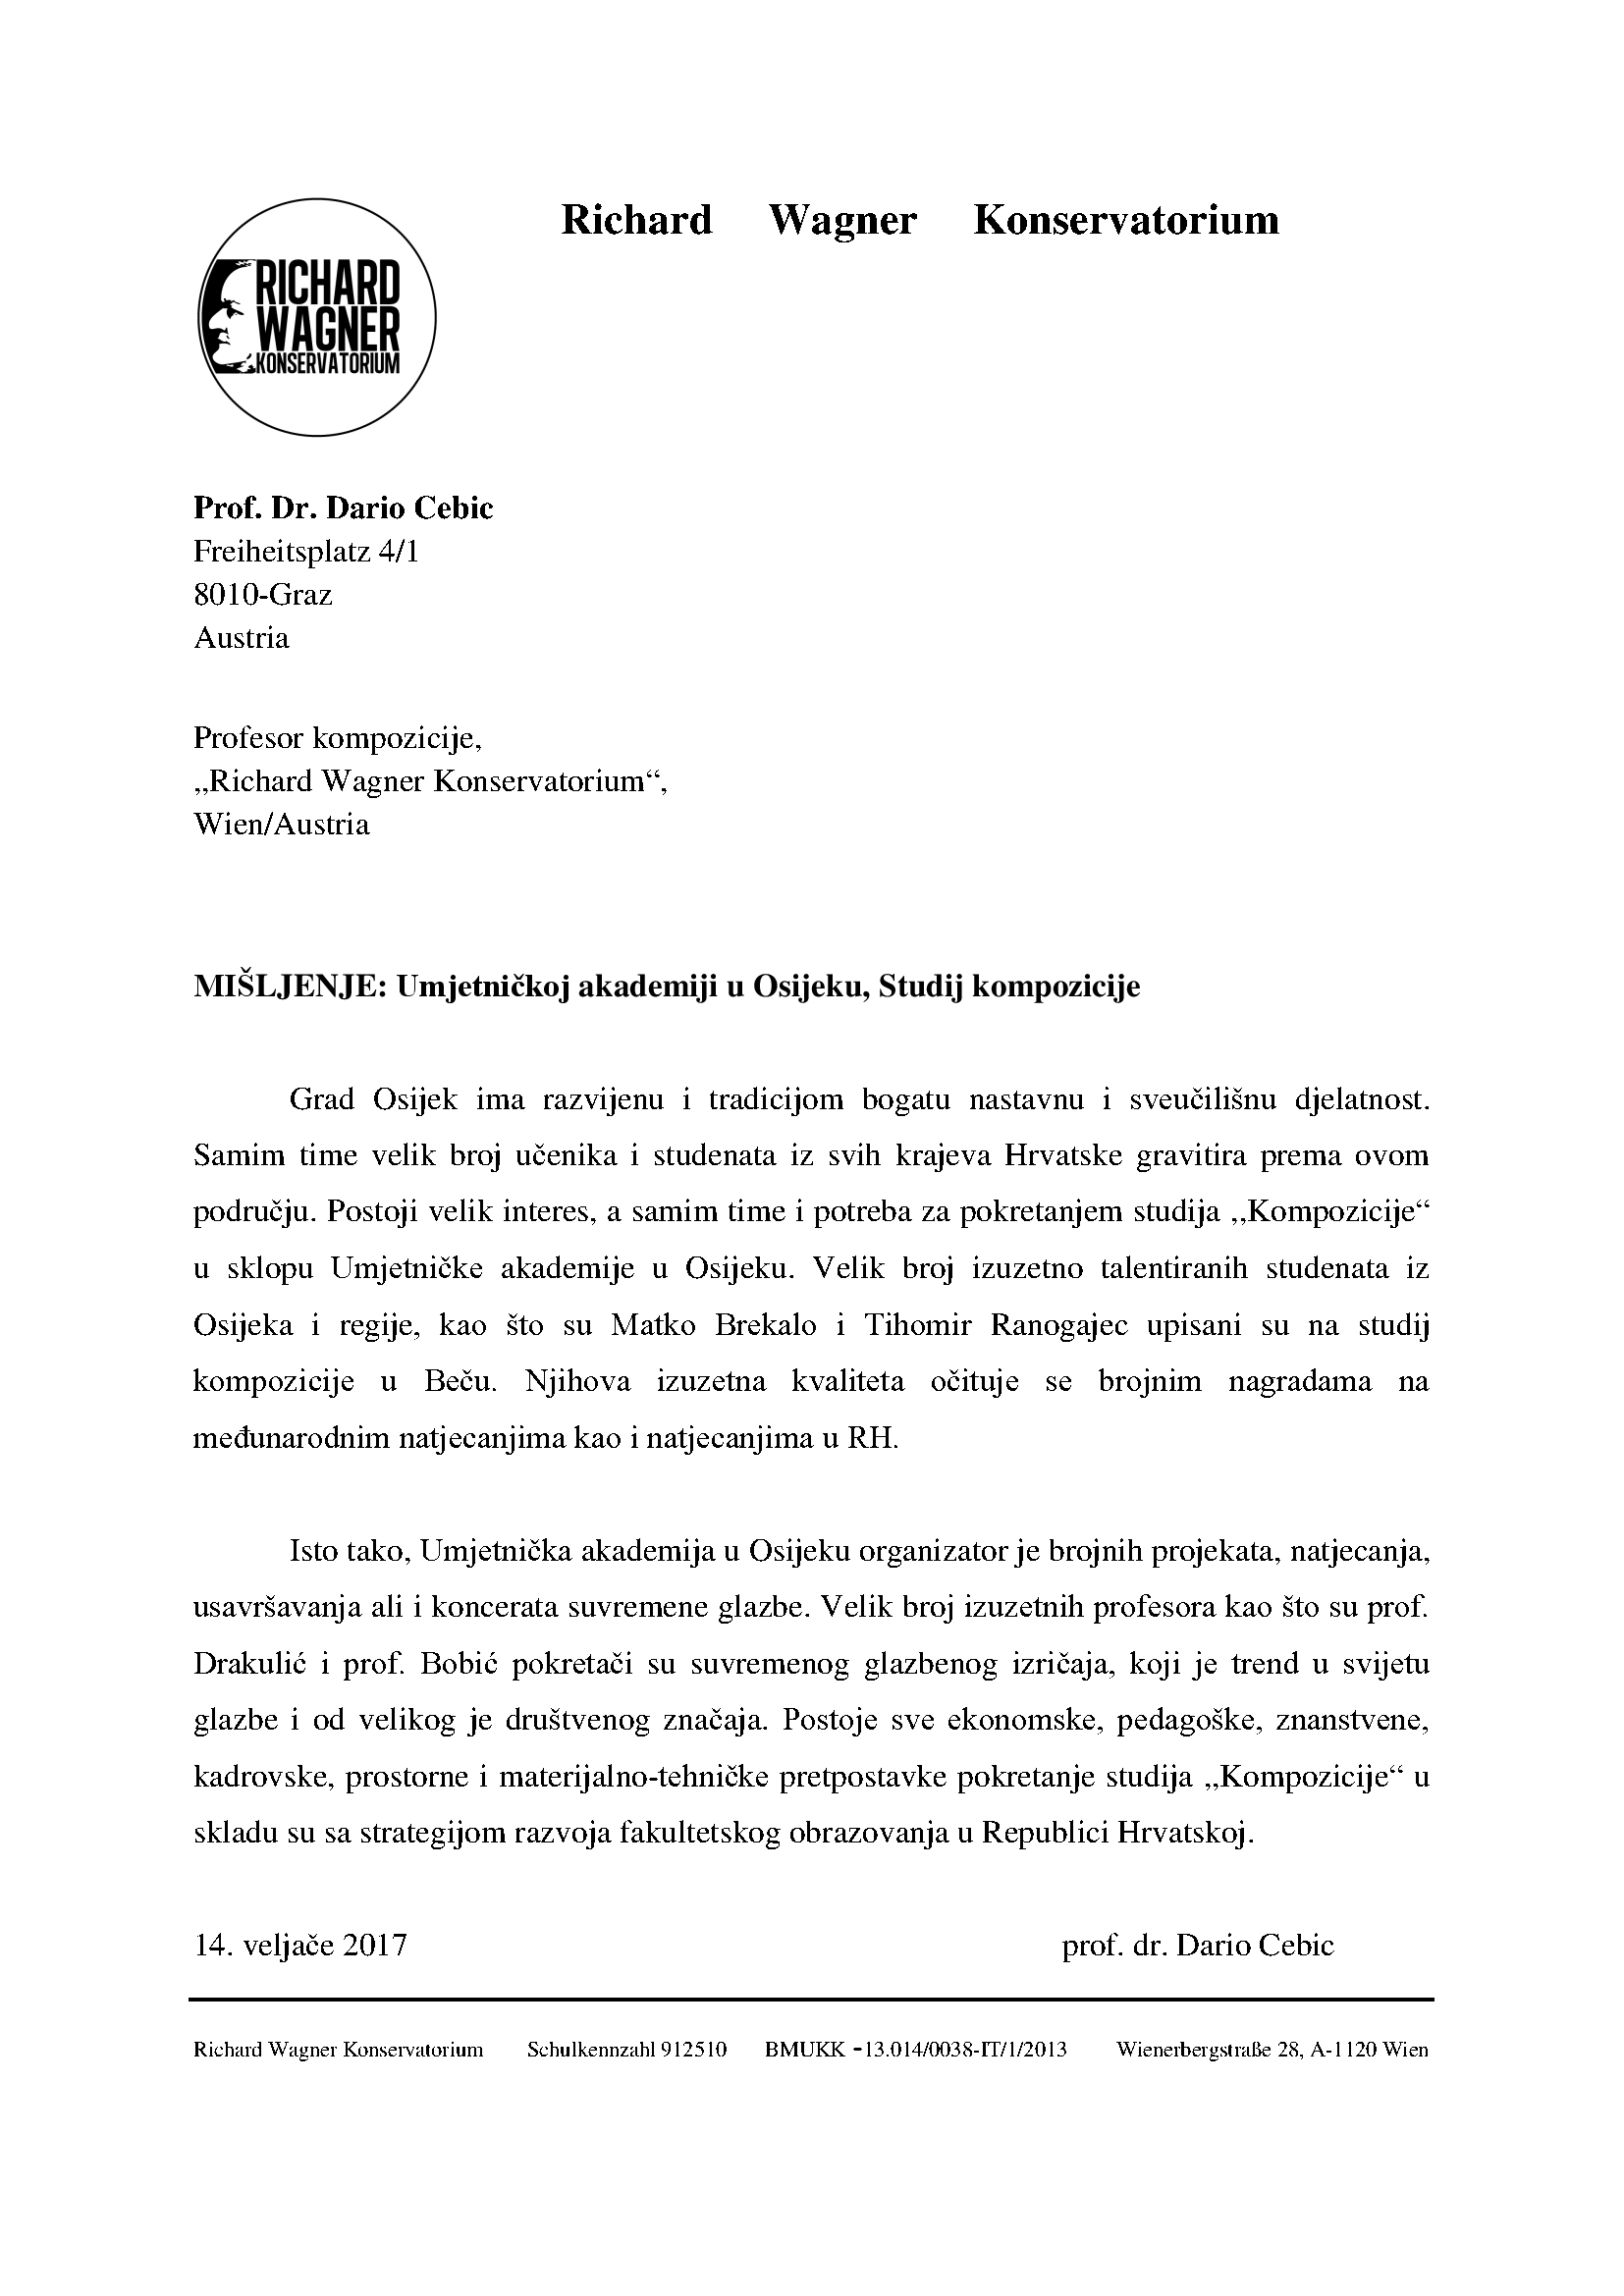 Richard Wagner Konservatorium
RICHARD
WAGNER
KONSERVATORIUM
Prof. Dr. Dario Cebic
Freiheitsplatz 4/1
8010-Graz
Austria
Profesor kompozicije,
„Richard Wagner Konservatorium“,
Wien/Austria
MIŠLJENJE: Umjetničkoj akademiji u Osijeku, Studij kompozicije
Grad Osijek ima razvijenu i tradicijom bogatu nastavnu i sveučilišnu djelatnost.
Samim time velik broj učenika i studenata iz svih krajeva Hrvatske gravitira prema ovom
području. Postoji velik interes, a samim time i potreba za pokretanjem studija „Kompozicije“
u sklopu Umjetničke akademije u Osijeku. Velik broj izuzetno talentiranih studenata iz
Osijeka i regije, kao što su Matko Brekalo i Tihomir Ranogajec upisani su na studij
kompozicije u Beču. Njihova izuzetna kvaliteta očituje se brojnim nagradama na
međunarodnim natjecanjima kao i natjecanjima u RH.
Isto tako, Umjetnička akademija u Osijeku organizator je brojnih projekata, natjecanja,
usavršavanja ali i koncerata suvremene glazbe. Velik broj izuzetnih profesora kao što su prof.
Drakulić i prof. Bobić pokretači su suvremenog glazbenog izričaja, koji je trend u svijetu
glazbe i od velikog je društvenog značaja. Postoje sve ekonomske, pedagoške, znanstvene,
kadrovske, prostorne i materijalno-tehničke pretpostavke pokretanje studija „Kompozicije“ u
skladu su sa strategijom razvoja fakultetskog obrazovanja u Republici Hrvatskoj.
14. veljače 2017 prof. dr. Dario Cebic
Richard Wagner Konservatorium Schulkennzahl 912510 BMUKK -13.014/0038-IT/1/2013 Wienerbergstraße 28, A-1120 Wien